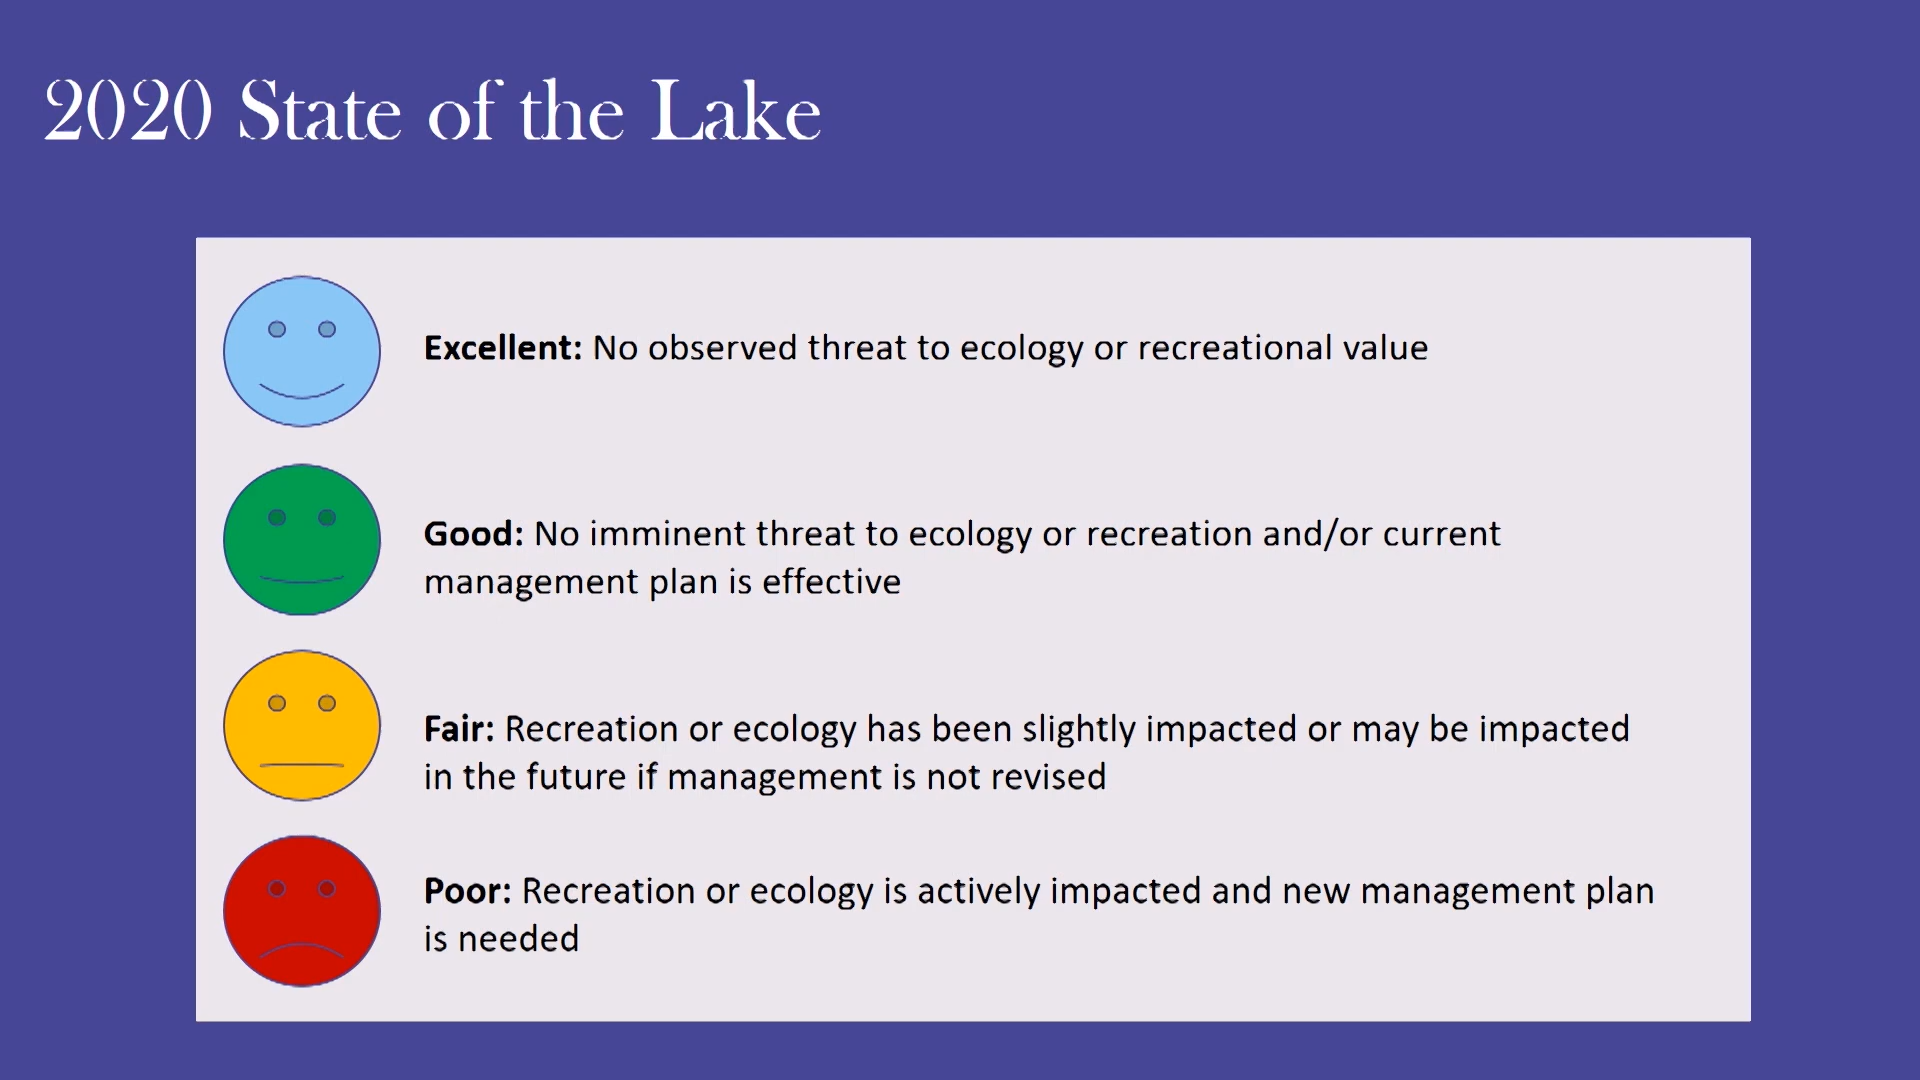 2020 State of the Lake
Excellent: No observed threat to ecology or recreational value
Good: No imminent threat to ecology or recreation and/or current
management plan is effective
Fair: Recreation or ecology has been slightly impacted or may be impacted
in the future if management is not revised
Poor: Recreation or ecology is actively impacted and new management plan
is needed